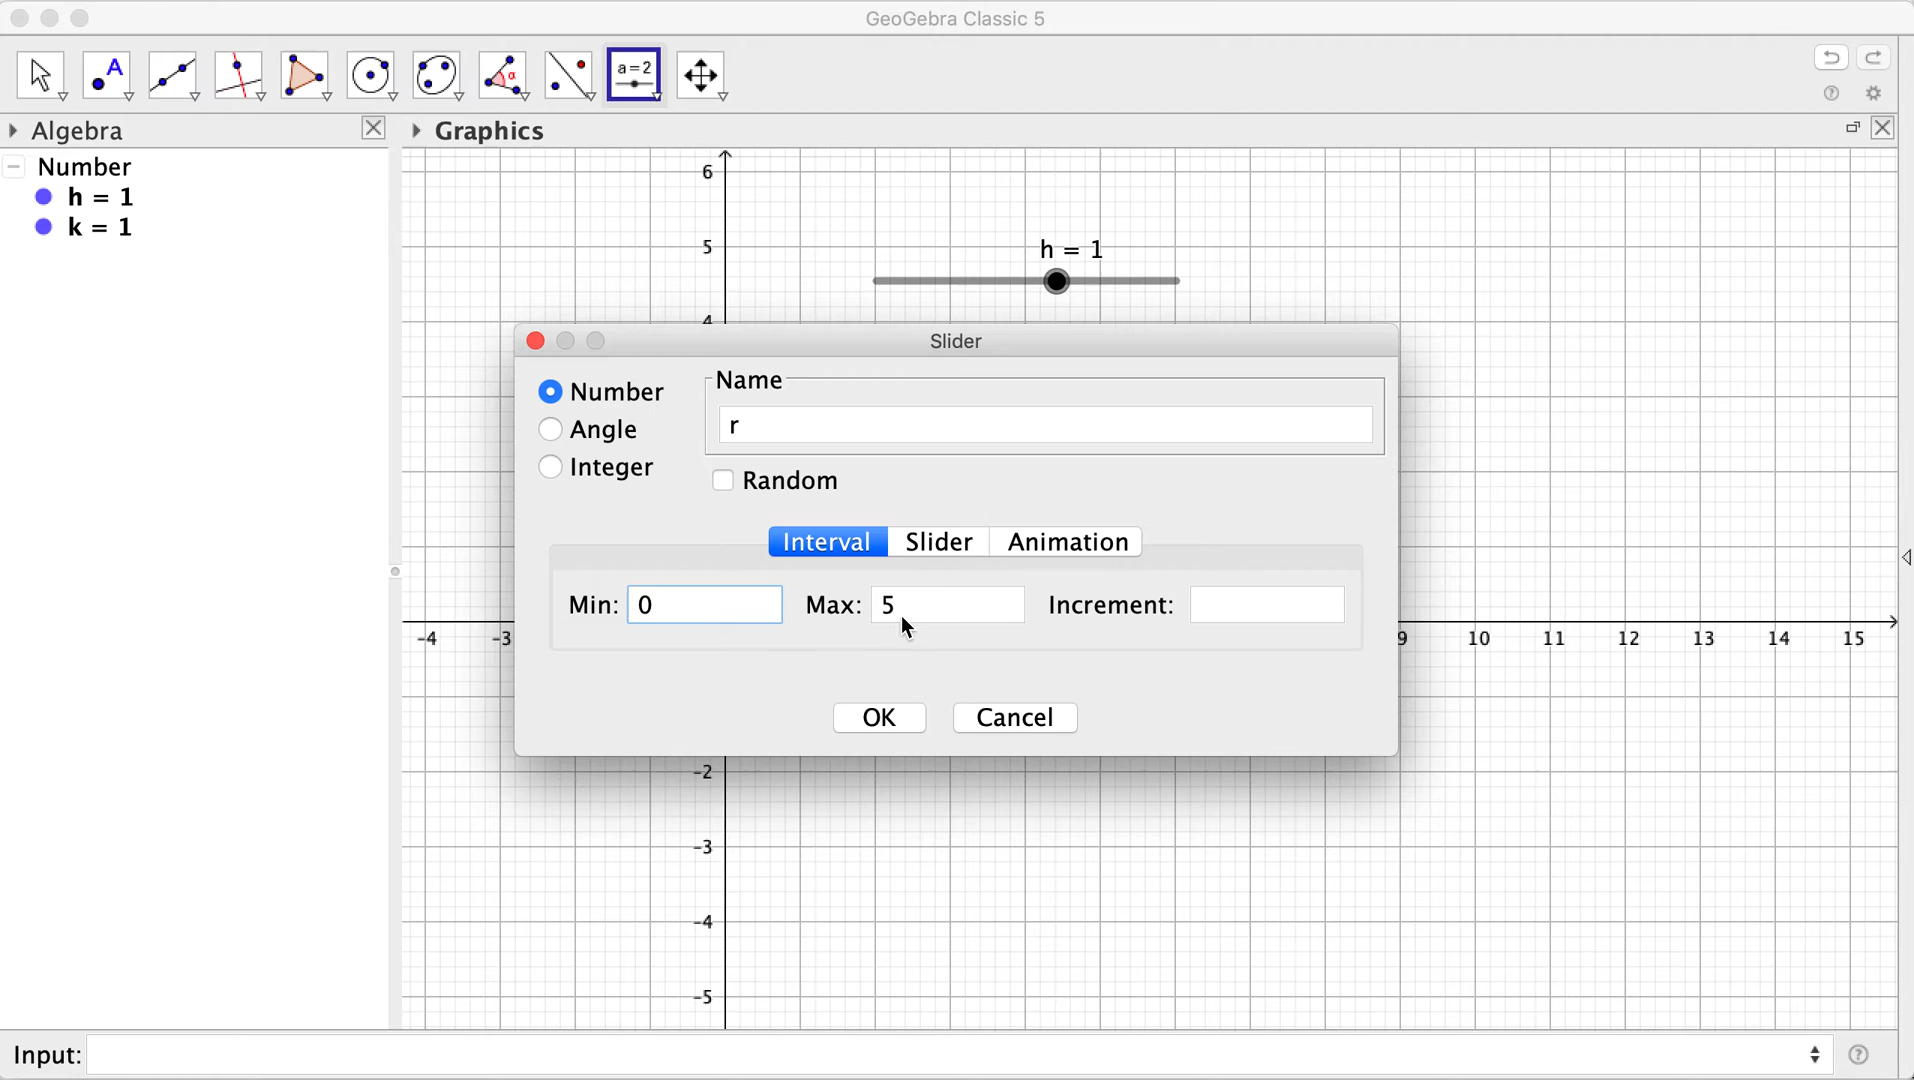 GeoGebra Classic 5
A
α
a = 2
Algebra
Graphics
Number
h = 1
k = 1
6
5
4
h = 1
Slider
Number
Angle
Integer
Name
r
Random
Interval Slider Animation
Min: 0 Max: 5 Increment:
OK Cancel
-4 -3 9 10 11 12 13 14 15
-2
-3
-4
-5
Input: